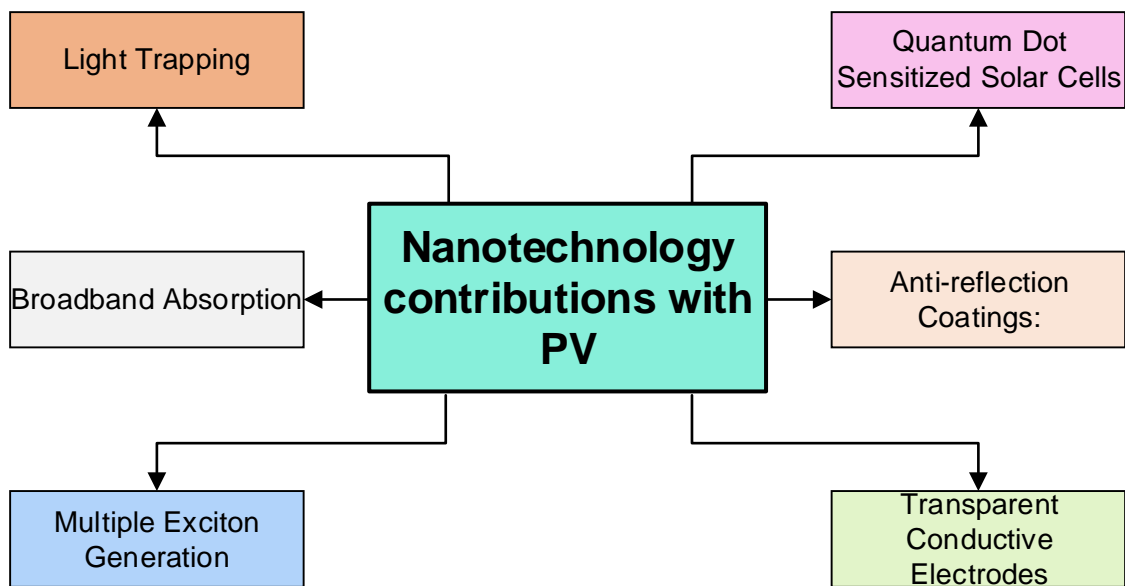 Light Trapping
Quantum Dot
Sensitized Solar Cells
Nanotechnology
contributions with
PV
Broadband Absorption
Anti-reflection
Coatings:
Multiple Exciton
Generation
Transparent
Conductive
Electrodes